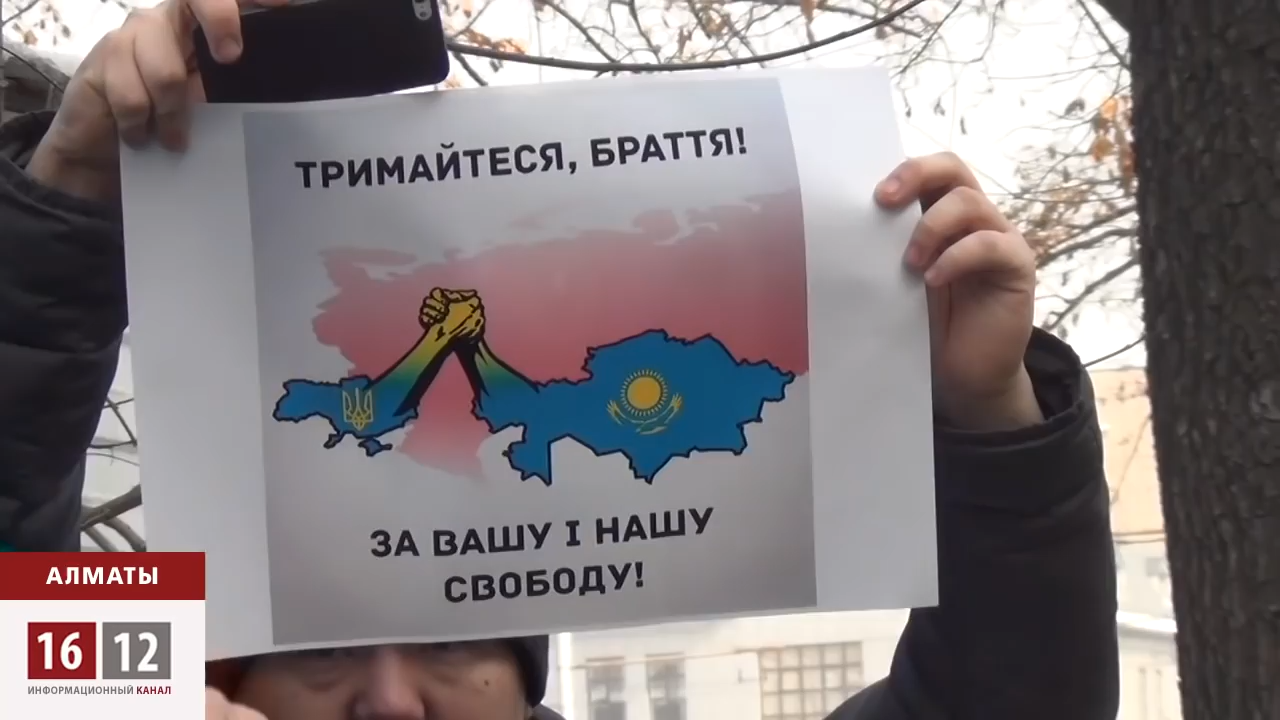 ТРИМАЙТЕСЯ, БРАТТЯ!
ЗА ВАШУ І НАШУ
СВОБОДУ!
АЛМАТЫ
16 12
ИНФОРМАЦИОННЫЙ КАНАЛ